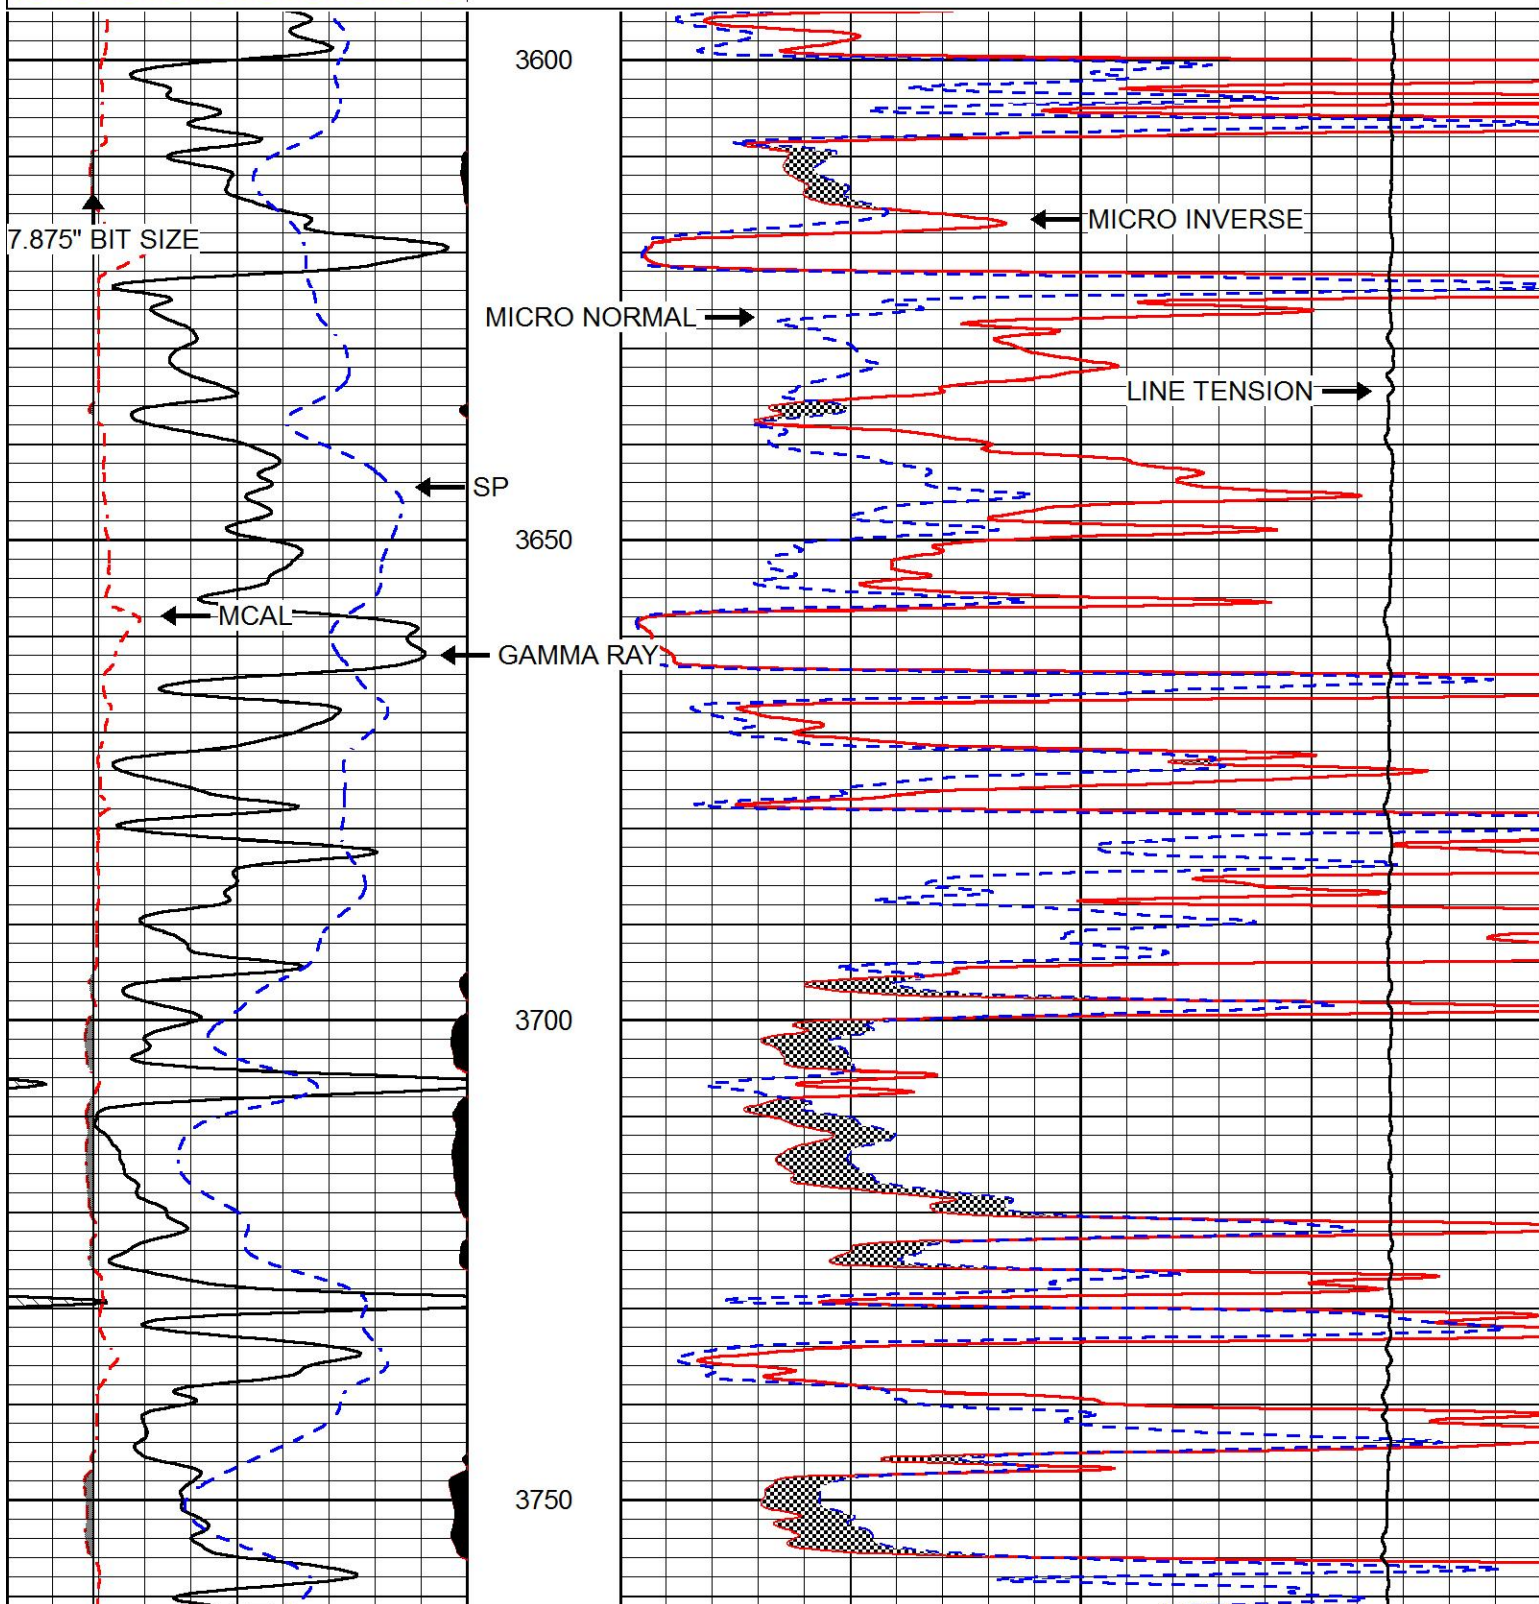 3600
MICRO INVERSE
7.875" BIT SIZE
MICRO NORMAL
LINE TENSION
SP
3650
MCAL
GAMMA RAY
3700
3750